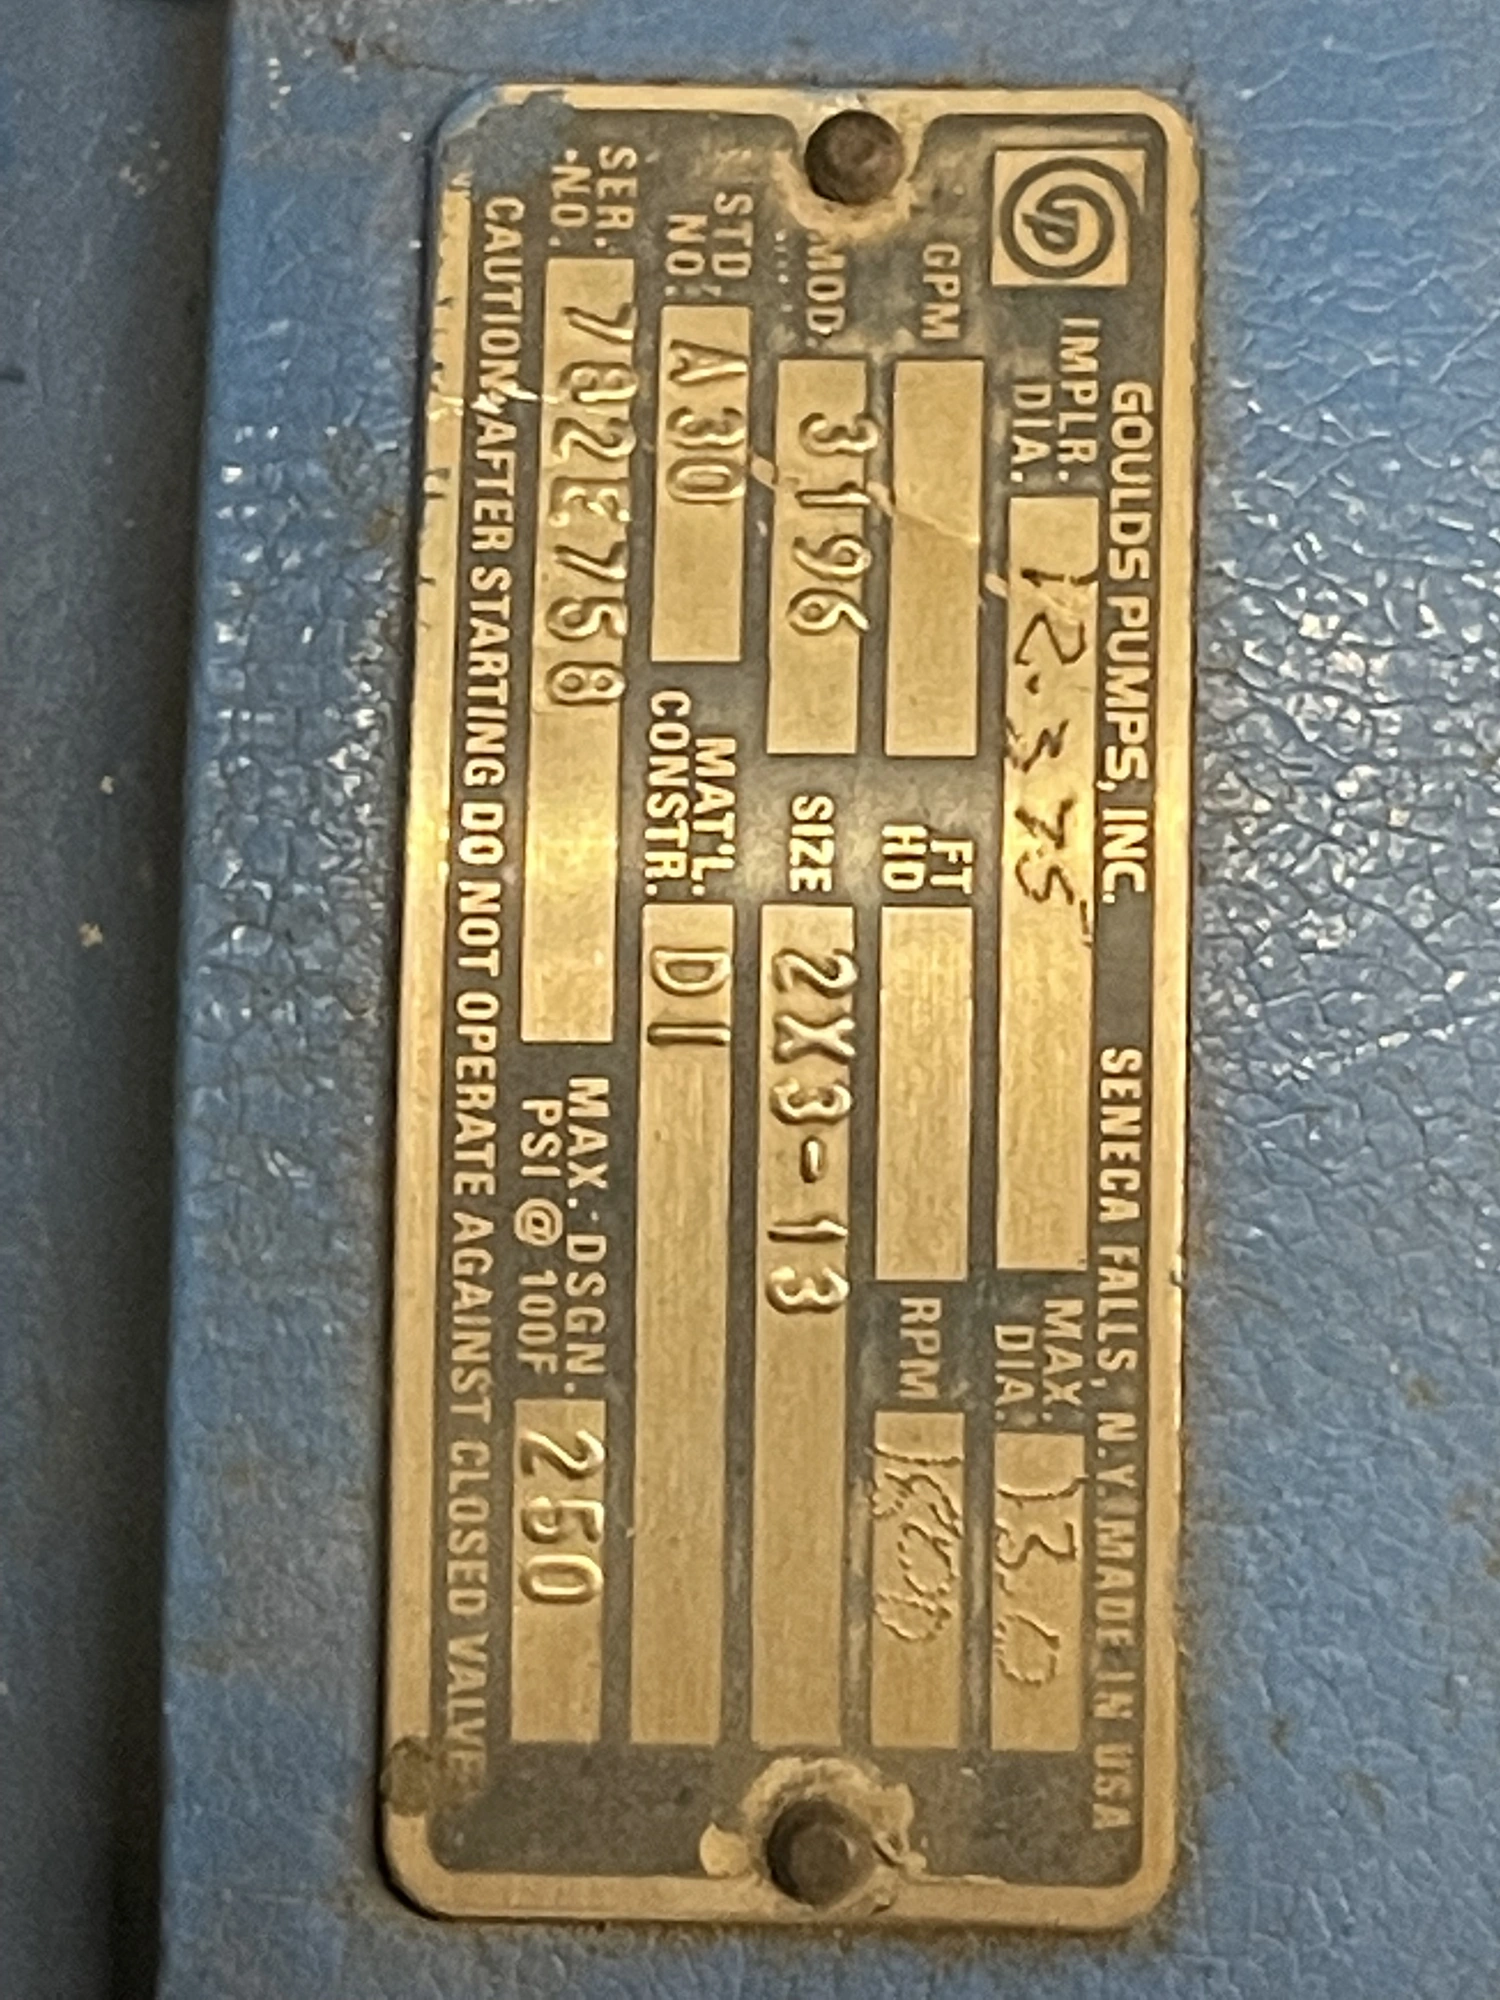 GOULDS PUMPS, INC. SENECA FALLS, N.Y. MADE IN USA
IMPLR. DIA. 12.375 MAX. DIA. 13.0
GPM FT HD RPM 1800
MOD. 3196 SIZE 2X3-13
STD. NO. A30 MAT'L. CONSTR. DI
SER. NO. 782E758 MAX. DSGN. PSI @ 100F 250
CAUTION, AFTER STARTING DO NOT OPERATE AGAINST CLOSED VALVE